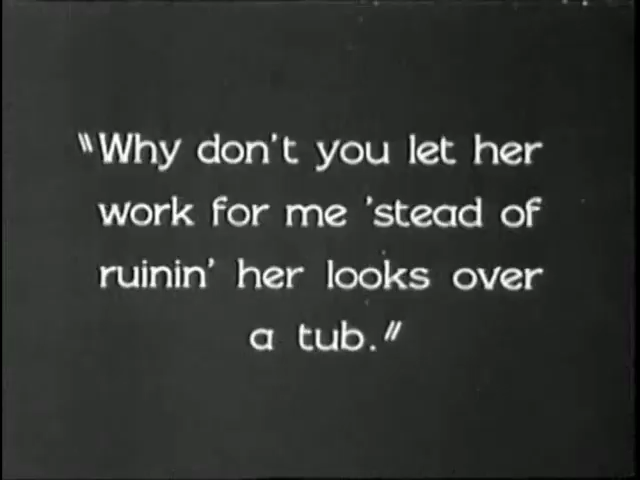 "Why don't you let her
work for me 'stead of
ruinin' her looks over
a tub."